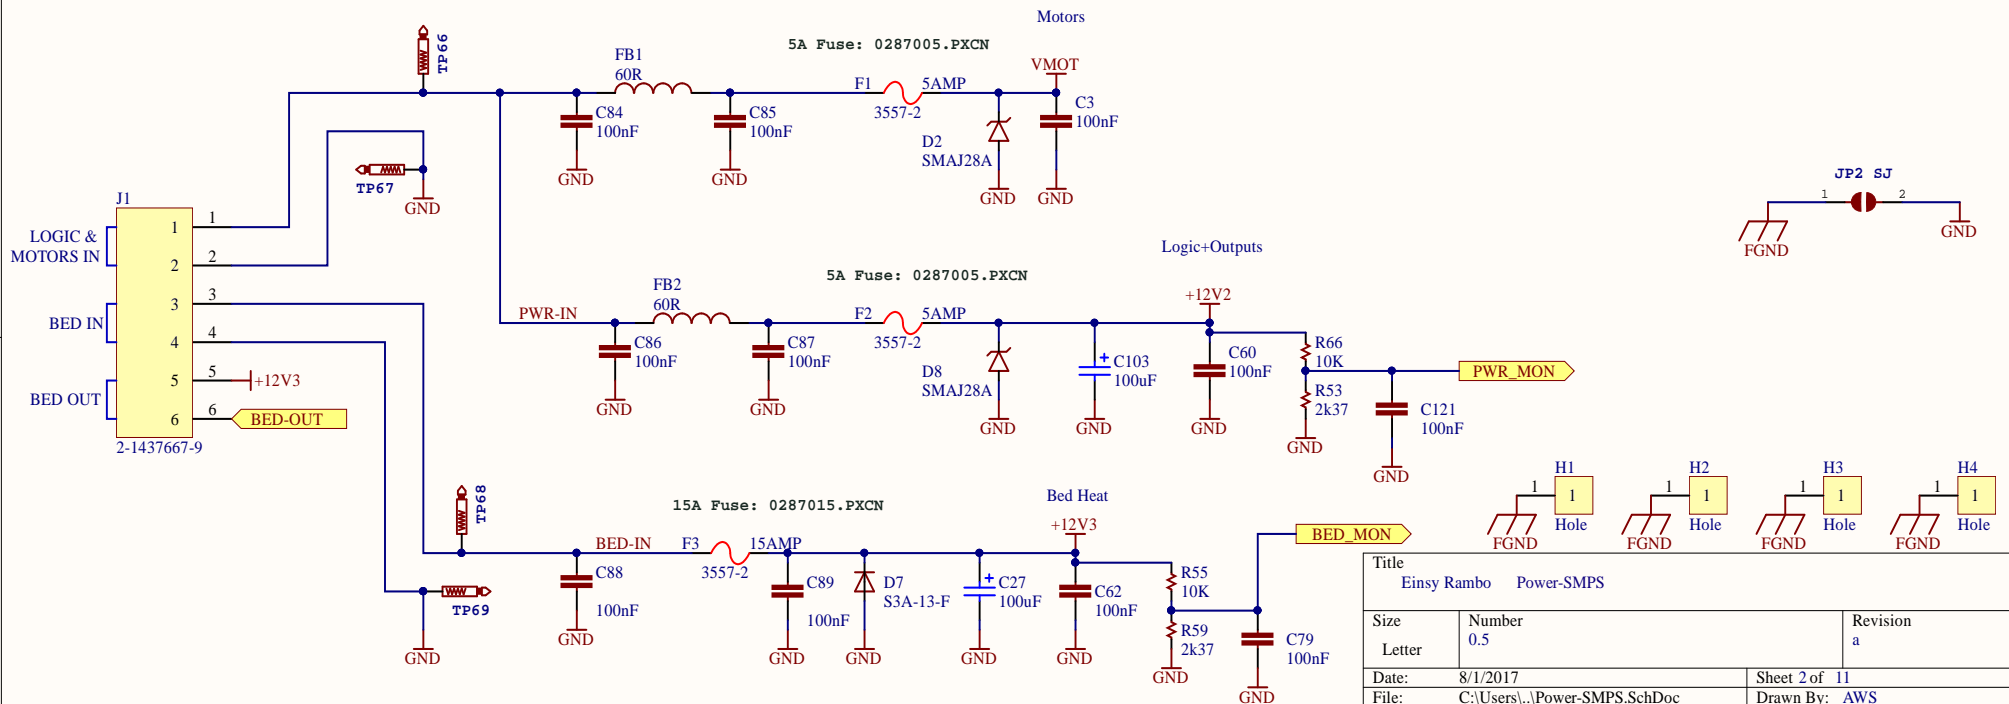 Motors
5A Fuse: 0287005.PXCN
TP66
FB1
60R
VMOT
F1
5AMP
3557-2
C84
100nF
C85
100nF
C3
100nF
D2
SMAJ28A
GND
GND
GND
GND
TP67
GND
J1
LOGIC &
MOTORS IN
BED IN
BED OUT
1
2
3
4
5
6
1
2
3
4
5
6
+12V3
BED-OUT
2-1437667-9
JP2 SJ
1
2
FGND
GND
Logic+Outputs
5A Fuse: 0287005.PXCN
+12V2
FB2
60R
PWR-IN
F2
5AMP
3557-2
C86
100nF
C87
100nF
D8
SMAJ28A
C103
100uF
C60
100nF
R66
10K
R53
2k37
PWR_MON
C121
100nF
GND
GND
GND
GND
GND
GND
GND
Bed Heat
15A Fuse: 0287015.PXCN
+12V3
TP68
BED-IN
F3
15AMP
3557-2
BED_MON
C88
100nF
C89
100nF
D7
S3A-13-F
C27
100uF
C62
100nF
R55
10K
R59
2k37
C79
100nF
TP69
GND
GND
GND
GND
GND
GND
GND
GND
H1
1
1
Hole
FGND
H2
1
1
Hole
FGND
H3
1
1
Hole
FGND
H4
1
1
Hole
FGND
Title
Einsy Rambo Power-SMPS
Size
Number
Revision
Letter
0.5
a
Date: 8/1/2017
Sheet 2 of 11
File: C:\Users\..\Power-SMPS.SchDoc
Drawn By: AWS